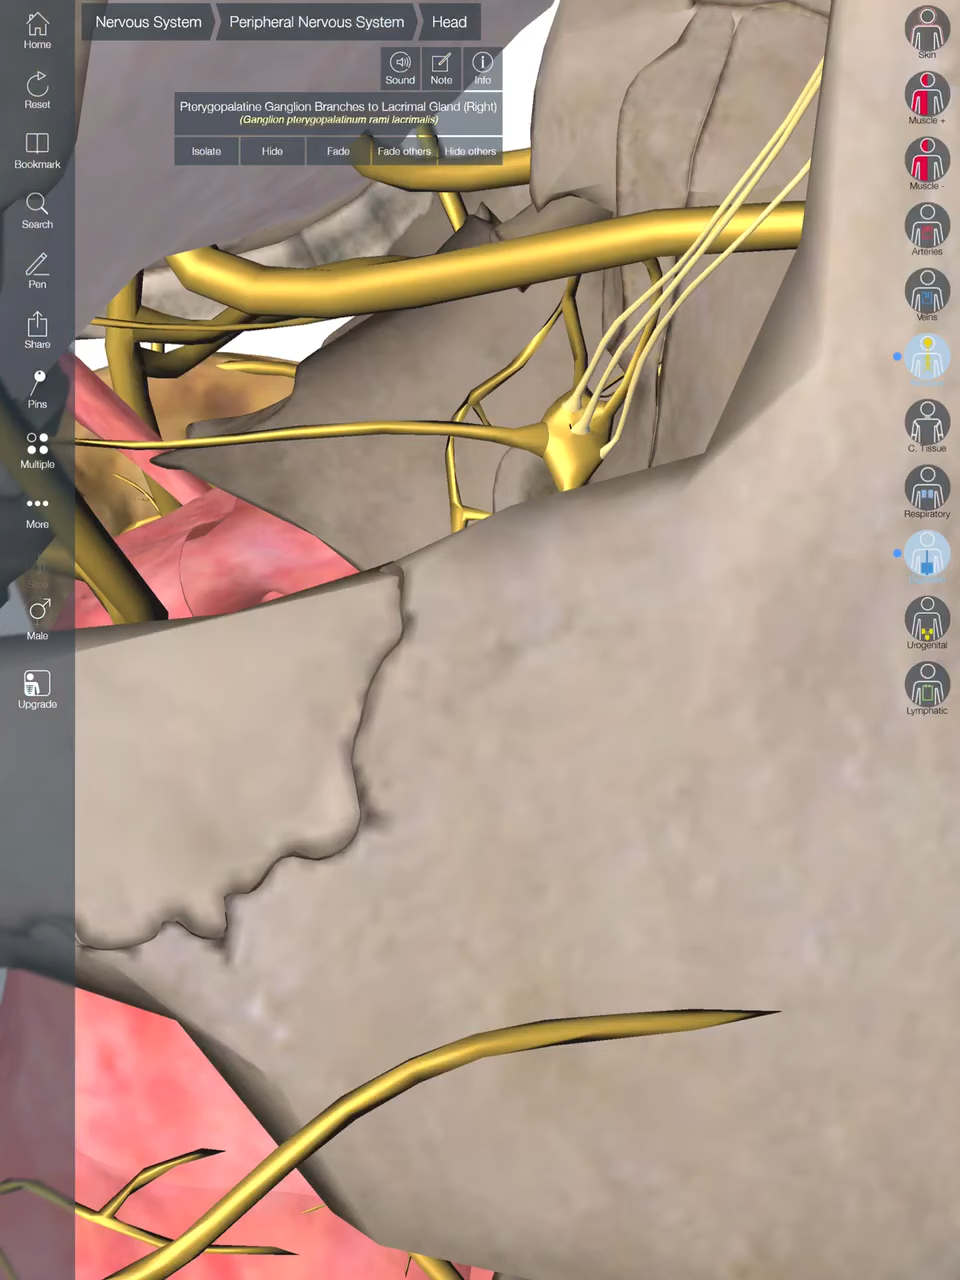 Nervous System
Peripheral Nervous System
Head
Home
Reset
Bookmark
Search
Pen
Share
Pins
Multiple
More
Male
Upgrade
Sound
Note
Info
Pterygopalatine Ganglion Branches to Lacrimal Gland (Right)
(Ganglion pterygopalatinum rami lacrimalis)
Isolate
Hide
Fade
Fade others
Hide others
Skin
Muscle +
Muscle -
Arteries
Veins
C. Tissue
Respiratory
Urogenital
Lymphatic